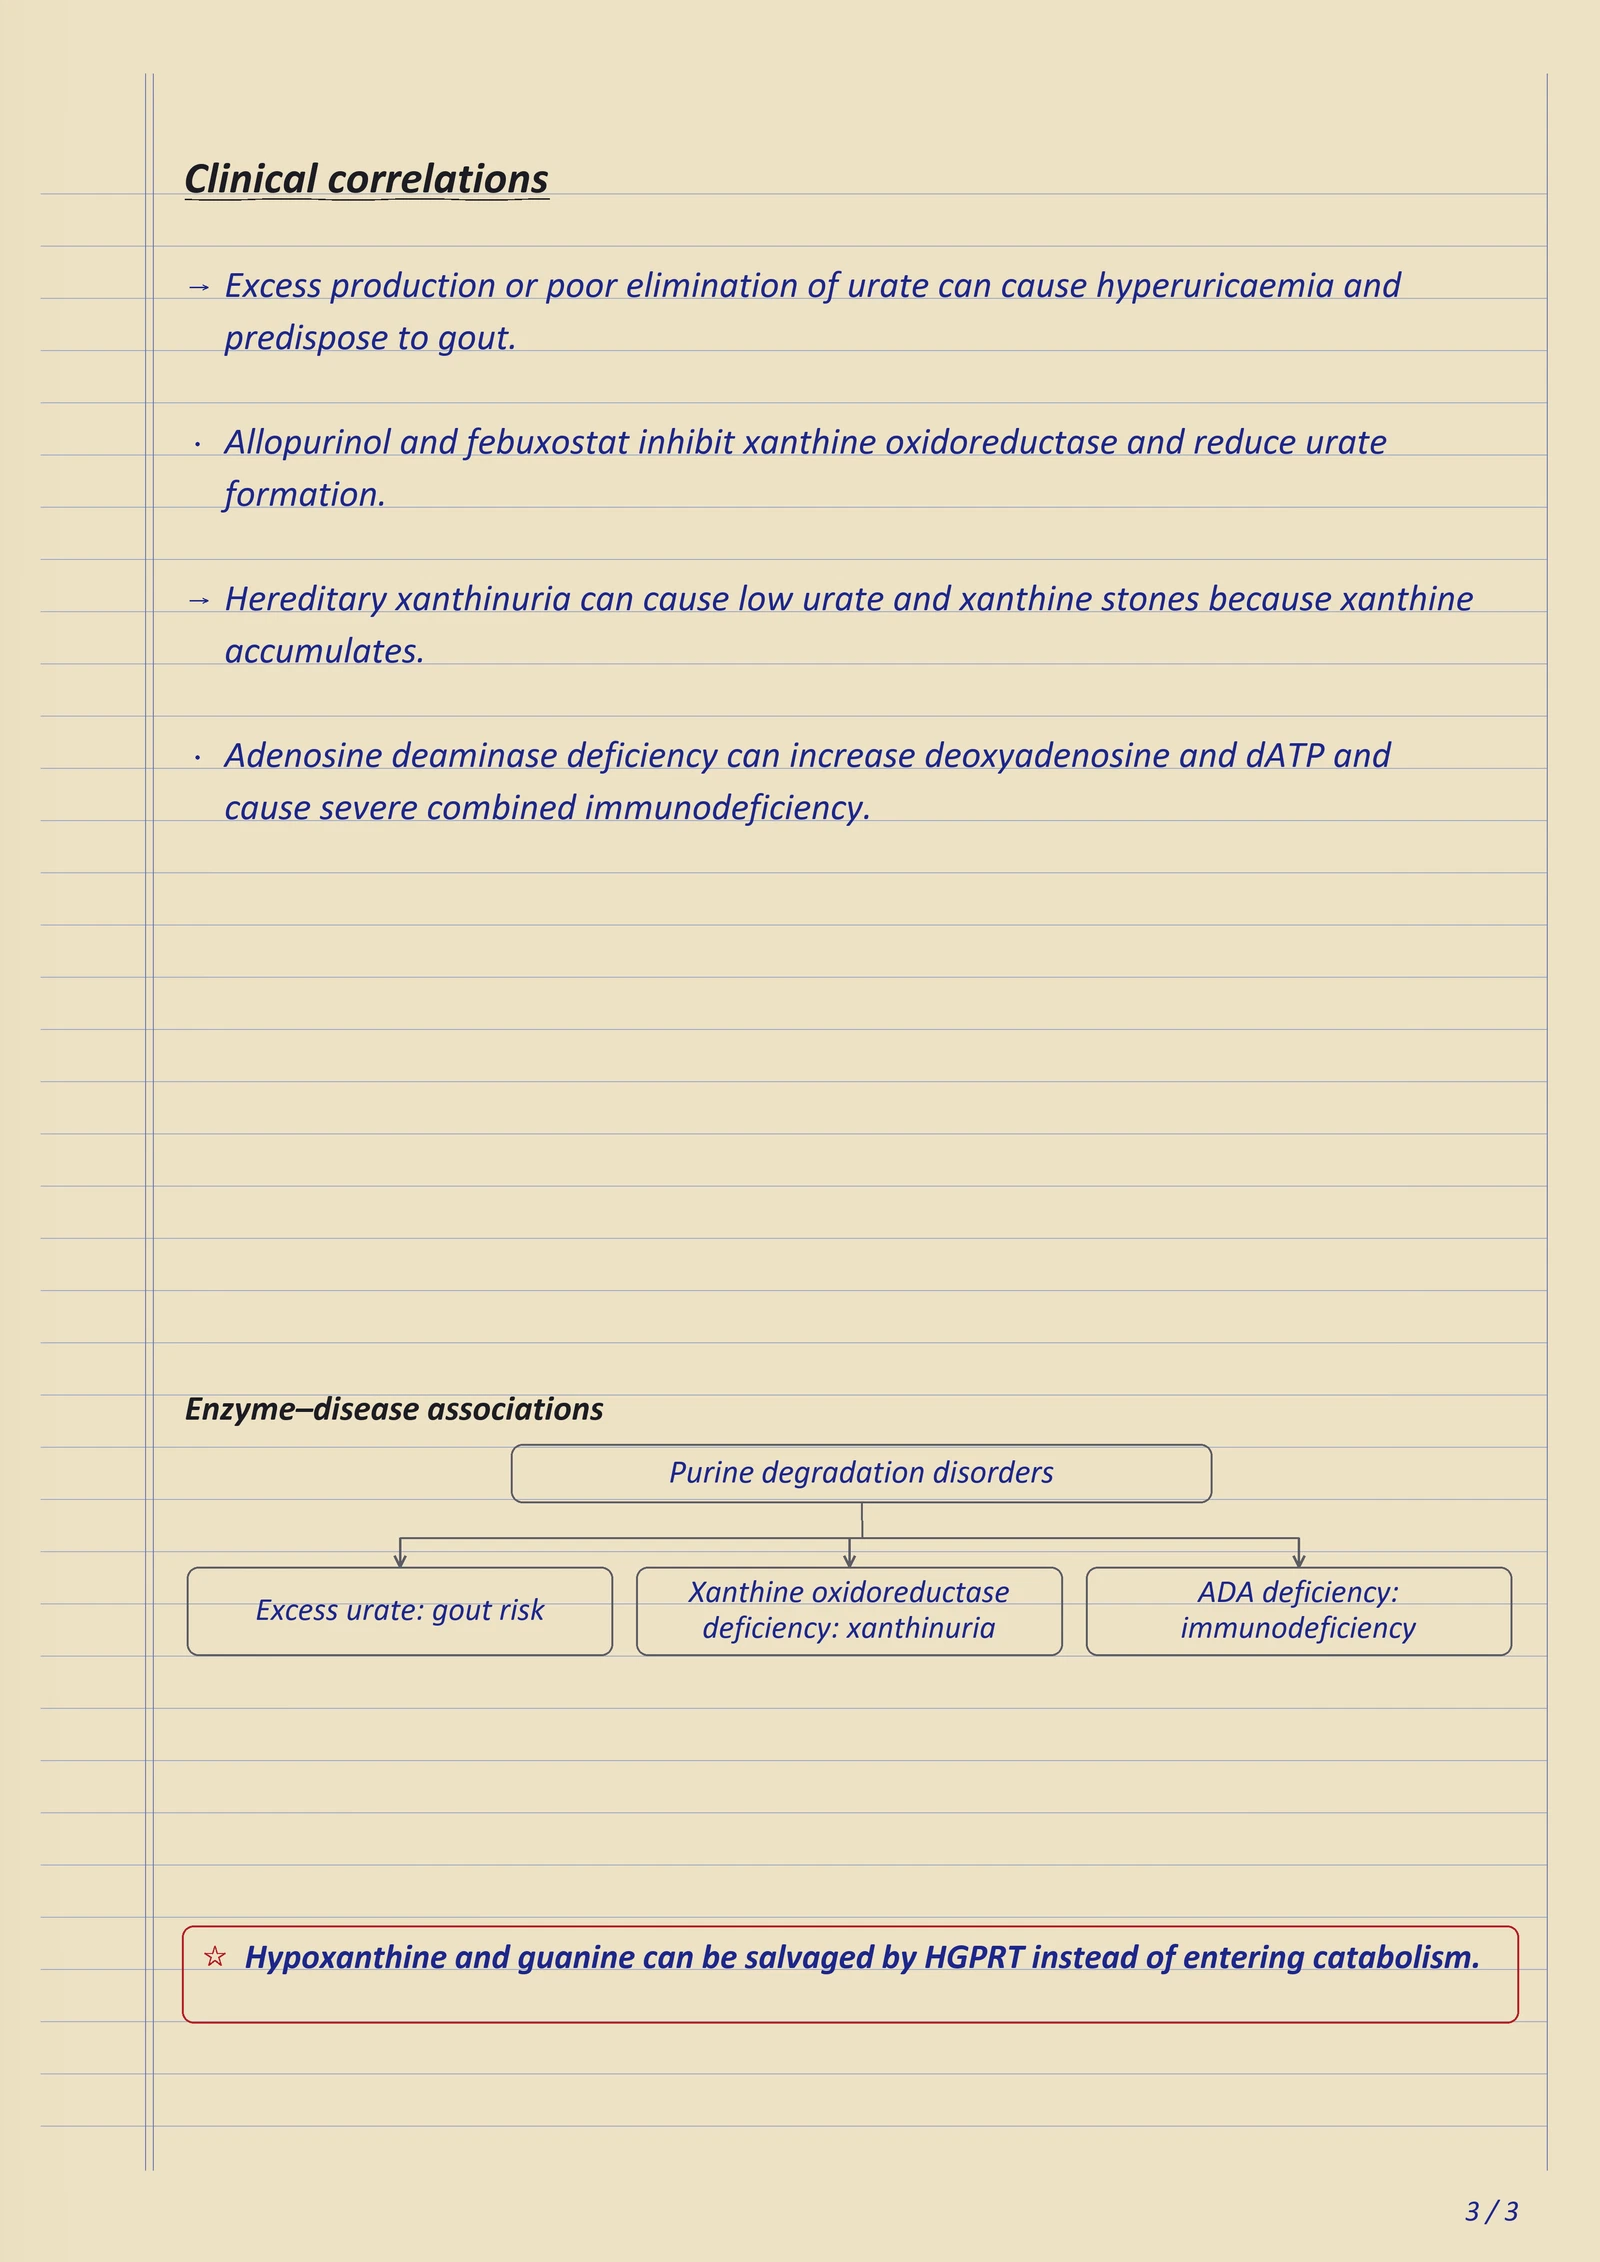 Clinical correlations
→ Excess production or poor elimination of urate can cause hyperuricaemia and
predispose to gout.
· Allopurinol and febuxostat inhibit xanthine oxidoreductase and reduce urate
formation.
→ Hereditary xanthinuria can cause low urate and xanthine stones because xanthine
accumulates.
· Adenosine deaminase deficiency can increase deoxyadenosine and dATP and
cause severe combined immunodeficiency.
Enzyme–disease associations
Purine degradation disorders
Excess urate: gout risk
Xanthine oxidoreductase
deficiency: xanthinuria
ADA deficiency:
immunodeficiency
☆ Hypoxanthine and guanine can be salvaged by HGPRT instead of entering catabolism.
3 / 3